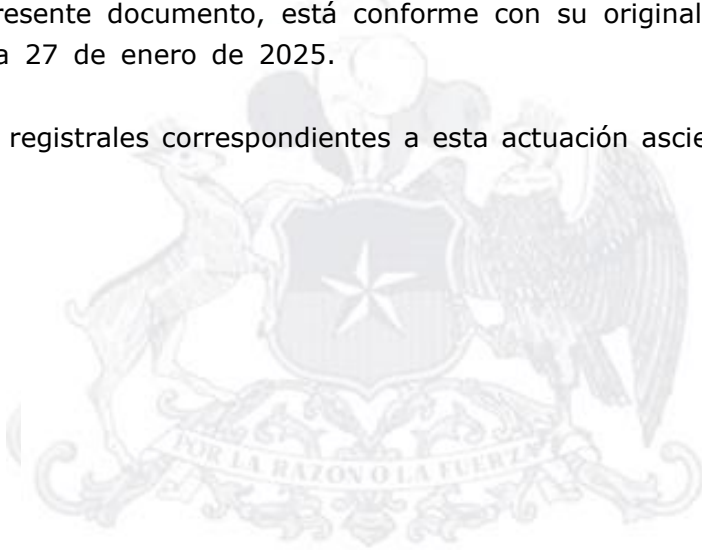 resente documento, está conforme con su original
a 27 de enero de 2025.
registrales correspondientes a esta actuación ascie
POR LA RAZON O LA FUERZA